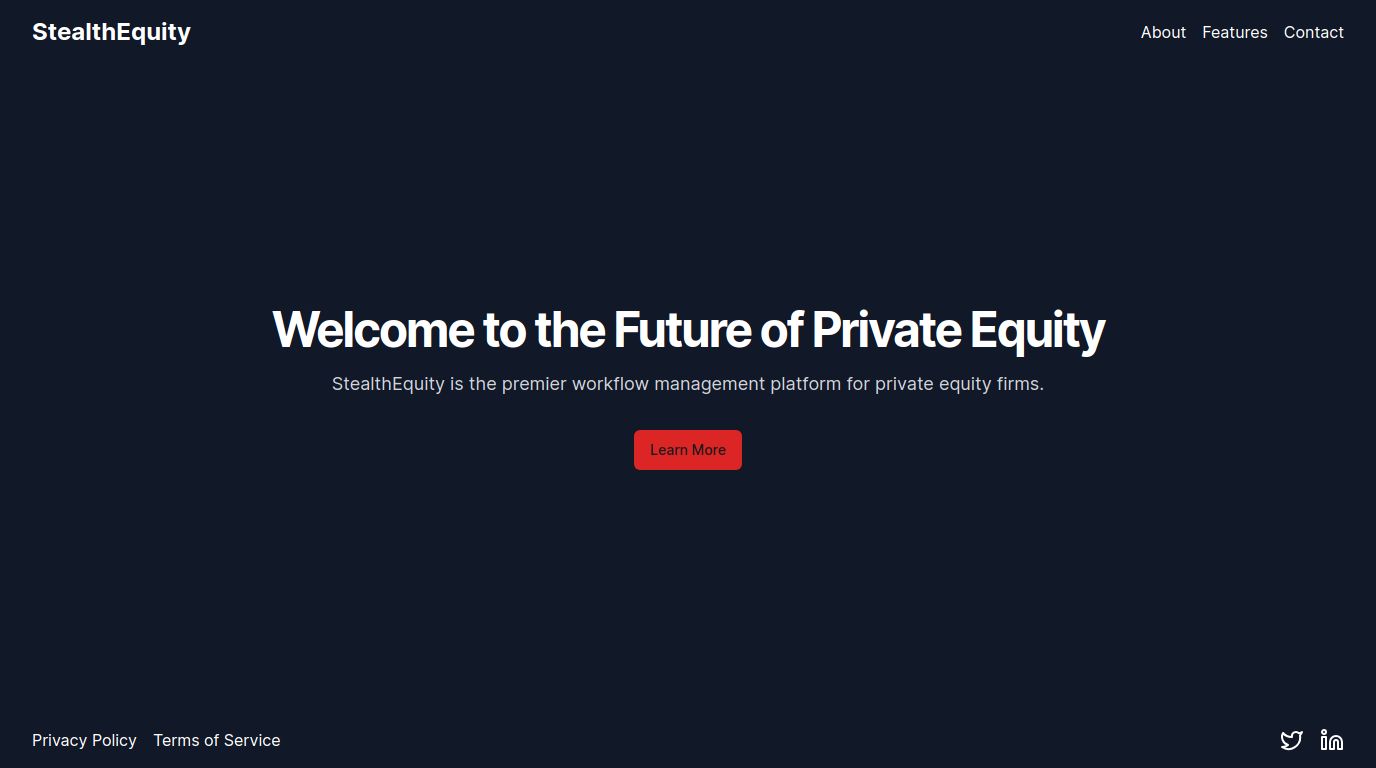 StealthEquity
About Features Contact
Welcome to the Future of Private Equity
StealthEquity is the premier workflow management platform for private equity firms.
Learn More
Privacy Policy Terms of Service